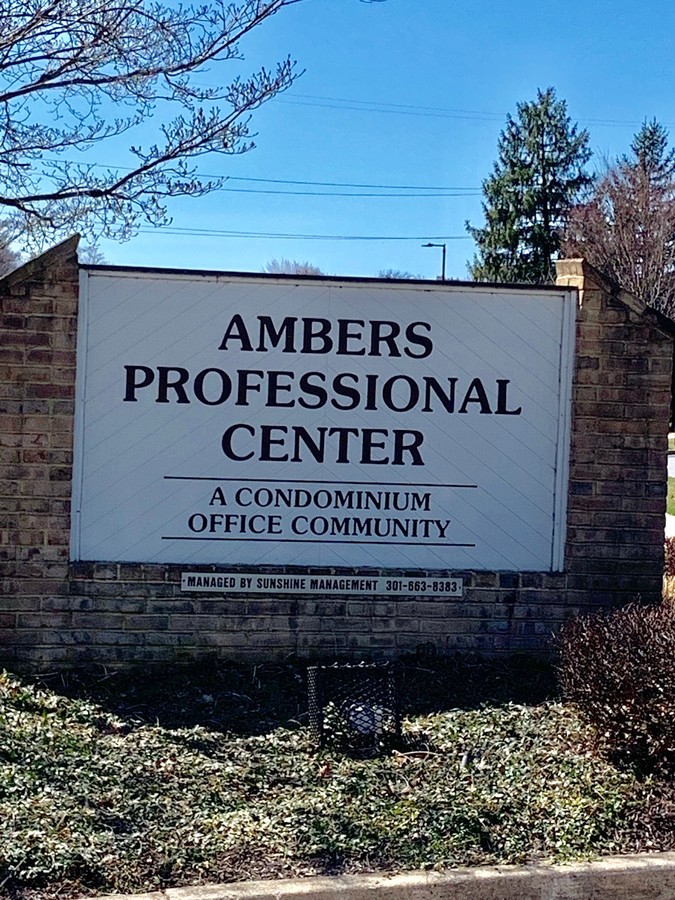 AMBERS
PROFESSIONAL
CENTER
A CONDOMINIUM
OFFICE COMMUNITY
MANAGED BY SUNSHINE MANAGEMENT 301-663-8383